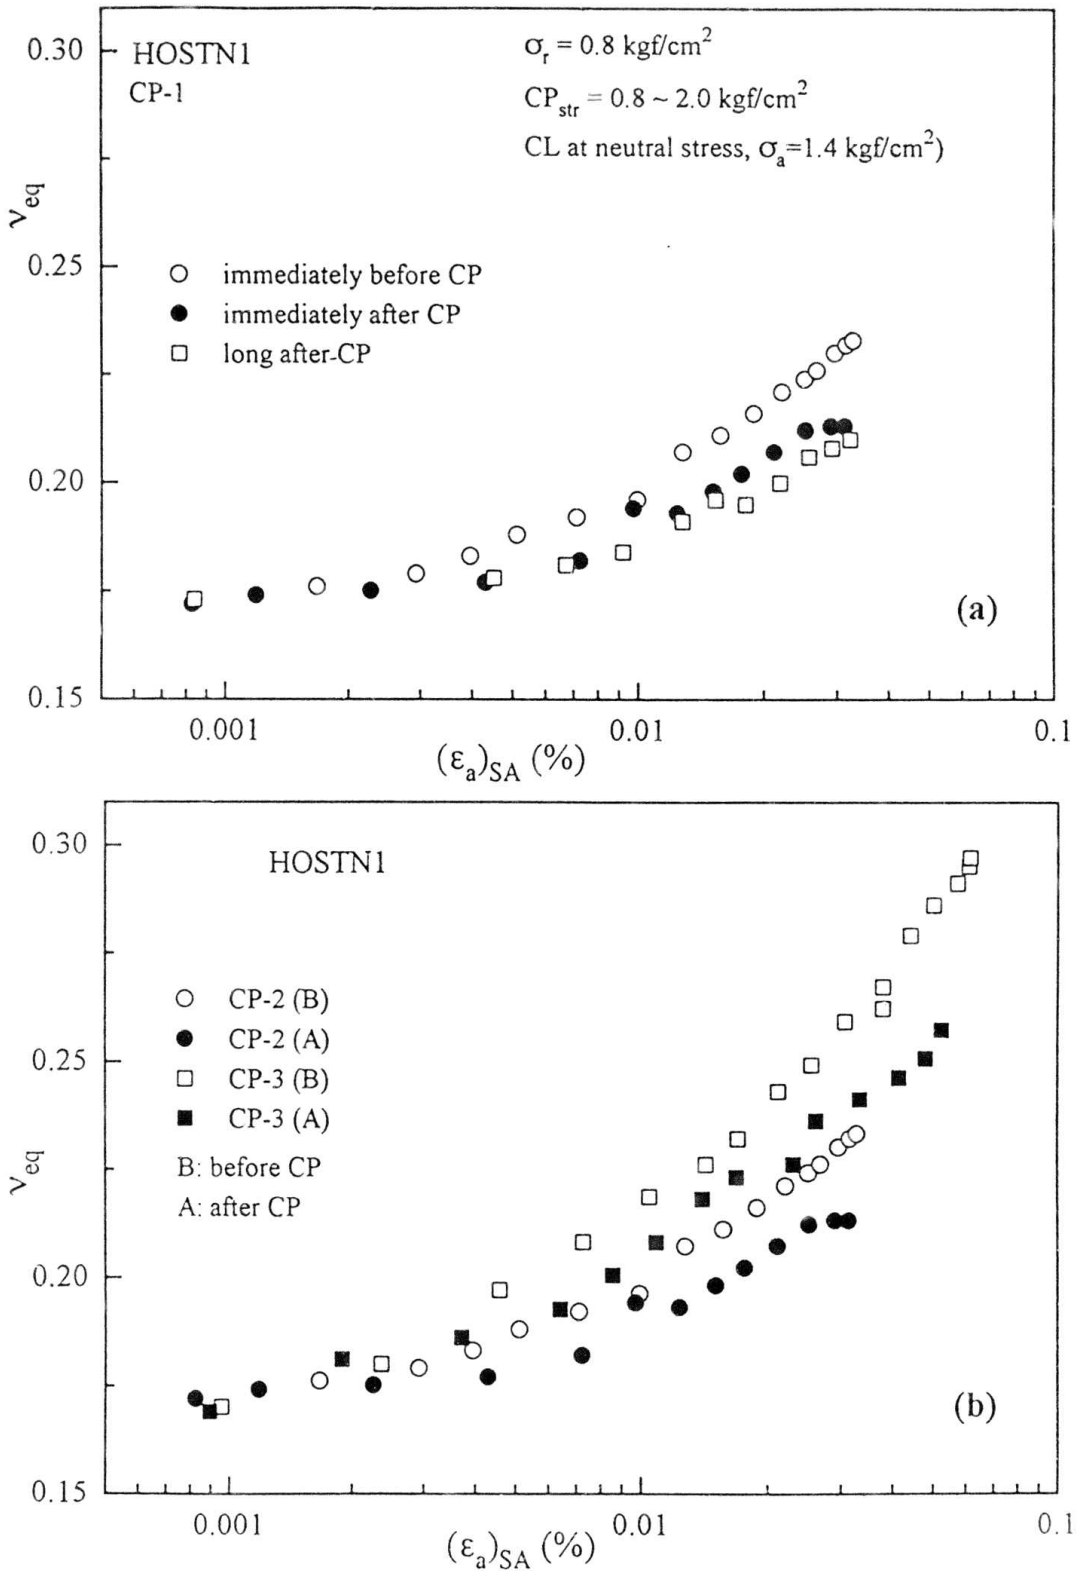 0.30
HOSTN1
CP-1
σr = 0.8 kgf/cm2
CPstr = 0.8 ~ 2.0 kgf/cm2
CL at neutral stress, σa=1.4 kgf/cm2)
νeq
0.25
immediately before CP
immediately after CP
long after-CP
0.20
(a)
0.15
0.001
0.01
0.1
(εa)SA (%)
0.30
HOSTN1
CP-2 (B)
CP-2 (A)
0.25
CP-3 (B)
CP-3 (A)
νeq
B: before CP
A: after CP
0.20
(b)
0.15
0.001
0.01
0.1
(εa)SA (%)